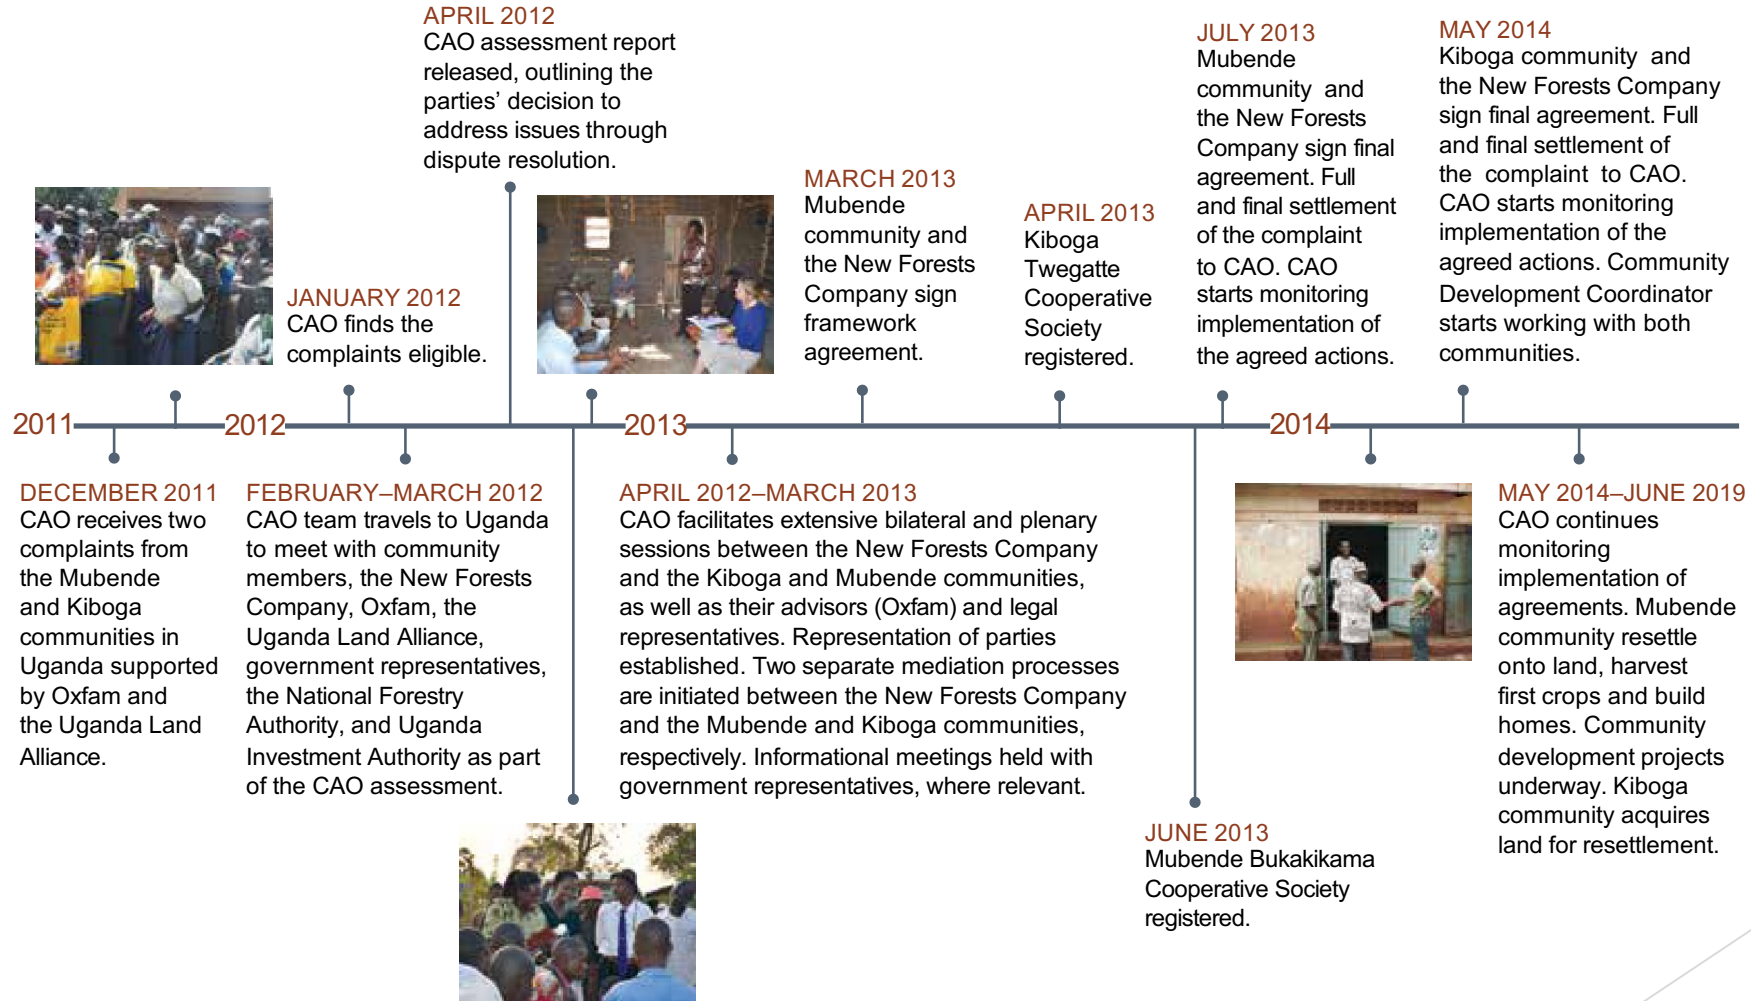 APRIL 2012
CAO assessment report
released, outlining the
parties’ decision to
address issues through
dispute resolution.
JANUARY 2012
CAO finds the
complaints eligible.
MARCH 2013
Mubende
community and
the New Forests
Company sign
framework
agreement.
APRIL 2013
Kiboga
Twegatte
Cooperative
Society
registered.
JULY 2013
Mubende
community and
the New Forests
Company sign final
agreement. Full
and final settlement
of the complaint
to CAO. CAO
starts monitoring
implementation of
the agreed actions.
MAY 2014
Kiboga community and
the New Forests Company
sign final agreement. Full
and final settlement of
the complaint to CAO.
CAO starts monitoring
implementation of the
agreed actions. Community
Development Coordinator
starts working with both
communities.
2011
2012
2013
2014
DECEMBER 2011
CAO receives two
complaints from
the Mubende
and Kiboga
communities in
Uganda supported
by Oxfam and
the Uganda Land
Alliance.
FEBRUARY–MARCH 2012
CAO team travels to Uganda
to meet with community
members, the New Forests
Company, Oxfam, the
Uganda Land Alliance,
government representatives,
the National Forestry
Authority, and Uganda
Investment Authority as part
of the CAO assessment.
APRIL 2012–MARCH 2013
CAO facilitates extensive bilateral and plenary
sessions between the New Forests Company
and the Kiboga and Mubende communities,
as well as their advisors (Oxfam) and legal
representatives. Representation of parties
established. Two separate mediation processes
are initiated between the New Forests Company
and the Mubende and Kiboga communities,
respectively. Informational meetings held with
government representatives, where relevant.
JUNE 2013
Mubende Bukakikama
Cooperative Society
registered.
MAY 2014–JUNE 2019
CAO continues
monitoring
implementation of
agreements. Mubende
community resettle
onto land, harvest
first crops and build
homes. Community
development projects
underway. Kiboga
community acquires
land for resettlement.